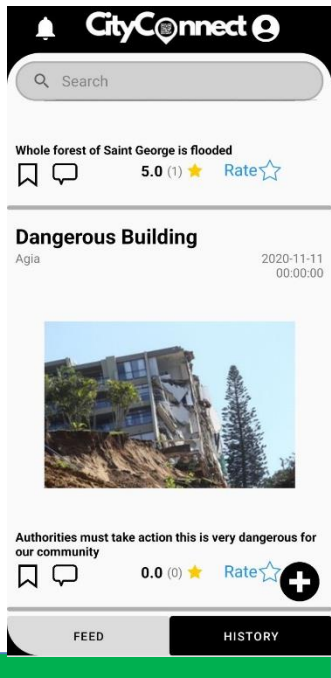 CityConnect
Search
Whole forest of Saint George is flooded
5.0 (1) Rate
Dangerous Building
Agia 2020-11-11
00:00:00
Authorities must take action this is very dangerous for
our community
0.0 (0) Rate
FEED HISTORY